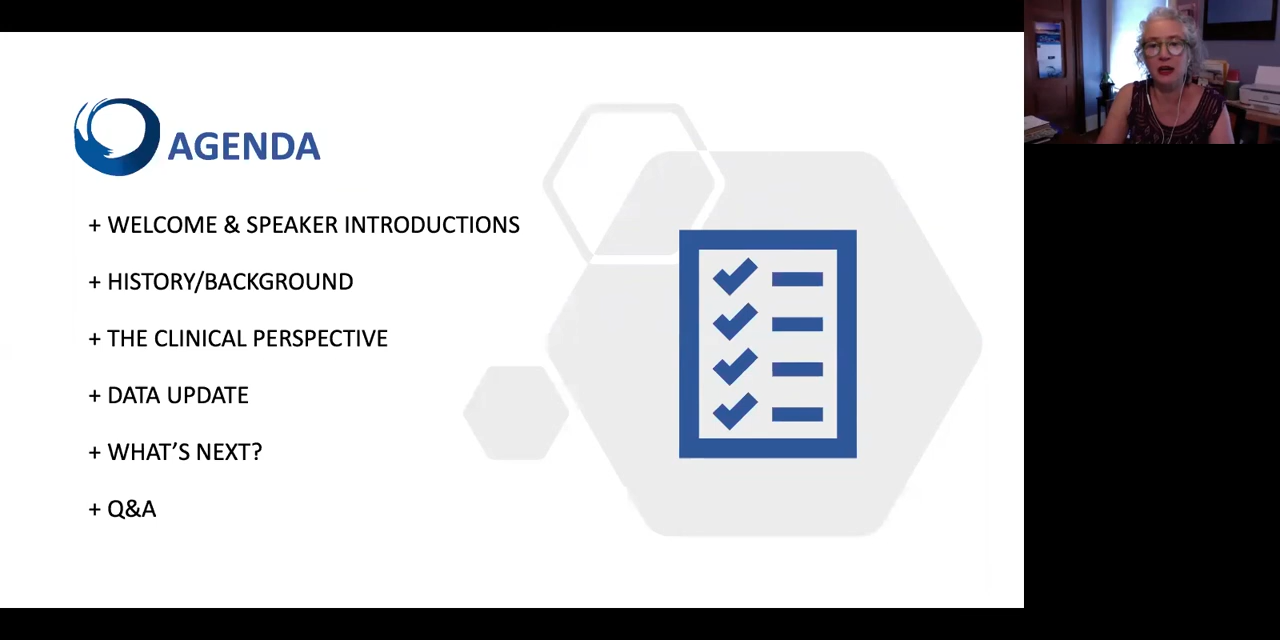 AGENDA
+ WELCOME & SPEAKER INTRODUCTIONS
+ HISTORY/BACKGROUND
+ THE CLINICAL PERSPECTIVE
+ DATA UPDATE
+ WHAT'S NEXT?
+ Q&A